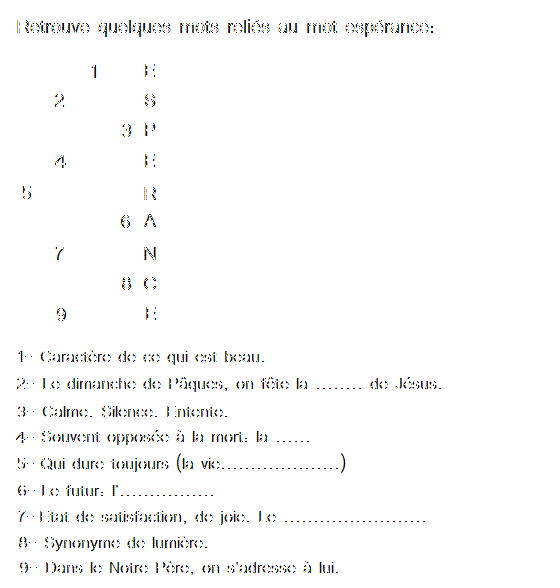 Retrouve quelques mots reliés au mot espérance:
1 E
2 S
3 P
4 E
5 R
6 A
7 N
8 C
9 E
1- Caractère de ce qui est beau.
2- Le dimanche de Pâques, on fête la ........ de Jésus.
3- Calme. Silence. Entente.
4- Souvent opposée à la mort: la ......
5- Qui dure toujours (la vie....................)
6- Le futur: l'................
7- Etat de satisfaction, de joie. Le ........................
8- Synonyme de lumière.
9- Dans le Notre Père, on s'adresse à lui.